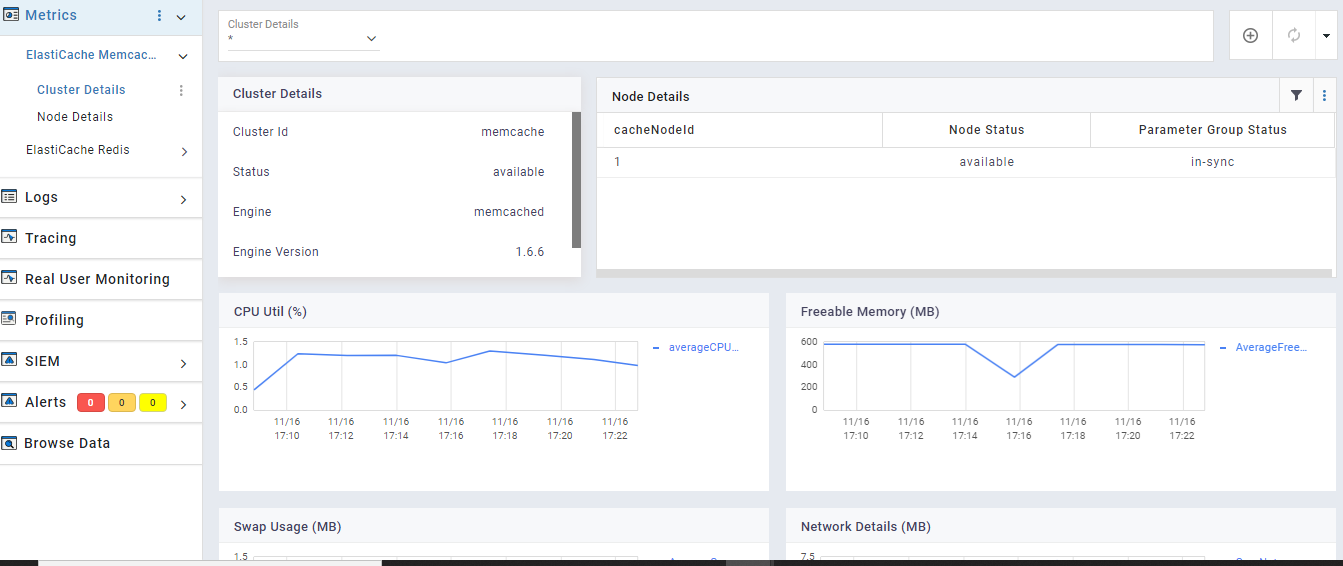 Metrics
ElastiCache Memcac...
Cluster Details
Node Details
ElastiCache Redis
Logs
Tracing
Real User Monitoring
Profiling
SIEM
Alerts 0 0 0
Browse Data
Cluster Details
*
Cluster Details
Cluster Id memcache
Status available
Engine memcached
Engine Version 1.6.6
Node Details
cacheNodeId Node Status Parameter Group Status
1 available in-sync
CPU Util (%)
1.5
1.0
0.5
0.0
11/16 11/16 11/16 11/16 11/16 11/16 11/16
17:10 17:12 17:14 17:16 17:18 17:20 17:22
averageCPU...
Freeable Memory (MB)
600
400
200
0
11/16 11/16 11/16 11/16 11/16 11/16 11/16
17:10 17:12 17:14 17:16 17:18 17:20 17:22
AverageFree...
Swap Usage (MB)
1.5
Network Details (MB)
7.5